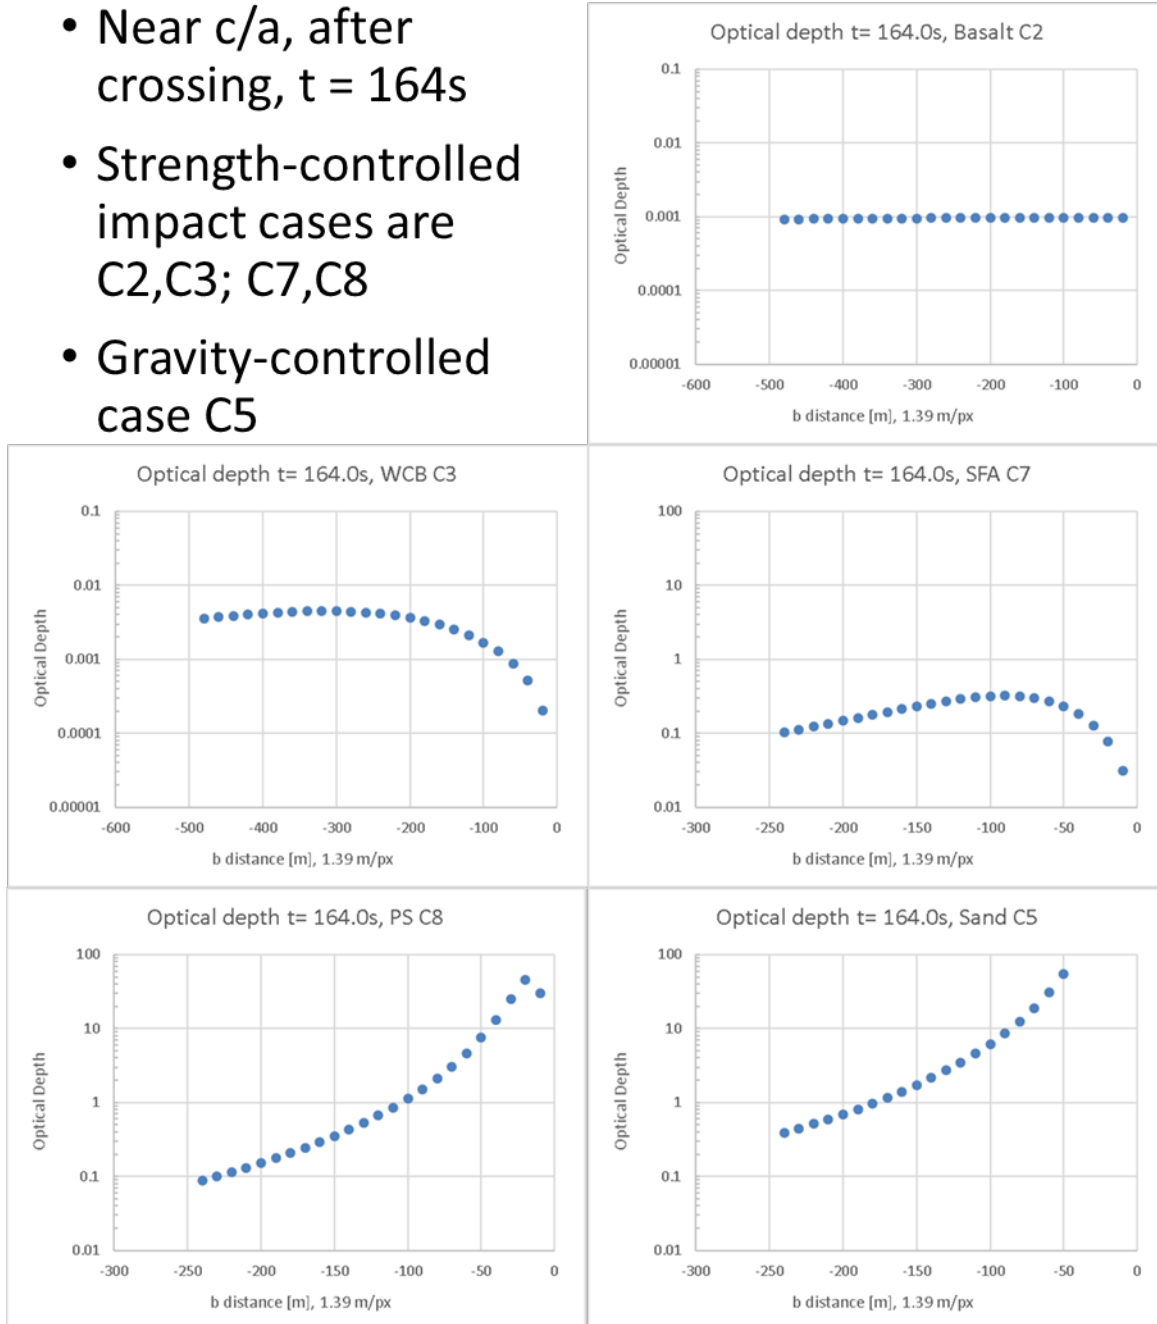 • Near c/a, after
crossing, t = 164s
• Strength-controlled
impact cases are
C2,C3; C7,C8
• Gravity-controlled
case C5
Optical depth t= 164.0s, Basalt C2
0.1
0.01
0.001
0.0001
0.00001
Optical Depth
-600 -500 -400 -300 -200 -100 0
b distance [m], 1.39 m/px
Optical depth t= 164.0s, WCB C3
0.1
0.01
0.001
0.0001
0.00001
Optical Depth
-600 -500 -400 -300 -200 -100 0
b distance [m], 1.39 m/px
Optical depth t= 164.0s, SFA C7
100
10
1
0.1
0.01
Optical Depth
-300 -250 -200 -150 -100 -50 0
b distance [m], 1.39 m/px
Optical depth t= 164.0s, PS C8
100
10
1
0.1
0.01
Optical Depth
-300 -250 -200 -150 -100 -50 0
b distance [m], 1.39 m/px
Optical depth t= 164.0s, Sand C5
100
10
1
0.1
0.01
Optical Depth
-300 -250 -200 -150 -100 -50 0
b distance [m], 1.39 m/px